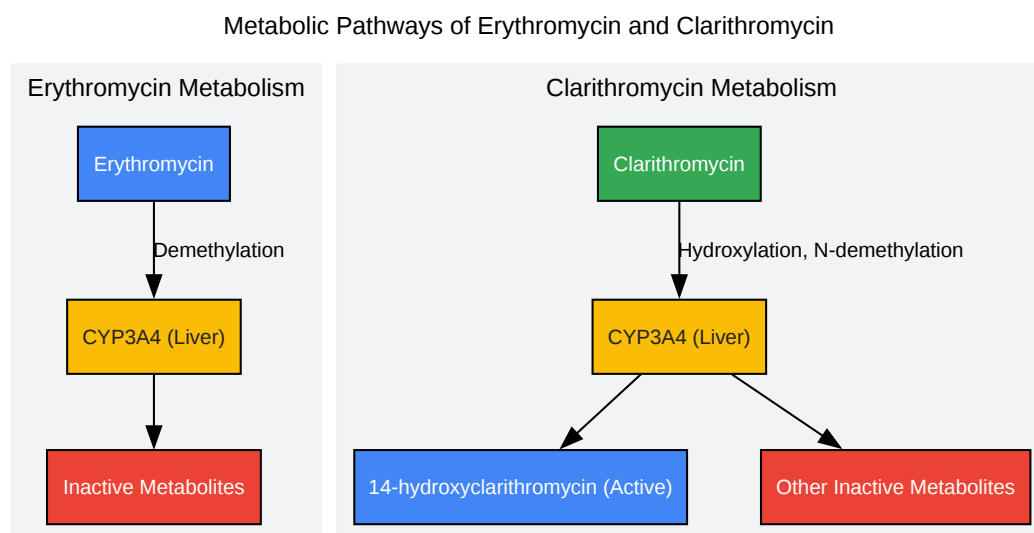 Metabolic Pathways of Erythromycin and Clarithromycin
Erythromycin Metabolism
Erythromycin
Demethylation
CYP3A4 (Liver)
Inactive Metabolites
Clarithromycin Metabolism
Clarithromycin
Hydroxylation, N-demethylation
CYP3A4 (Liver)
14-hydroxyclarithromycin (Active)
Other Inactive Metabolites